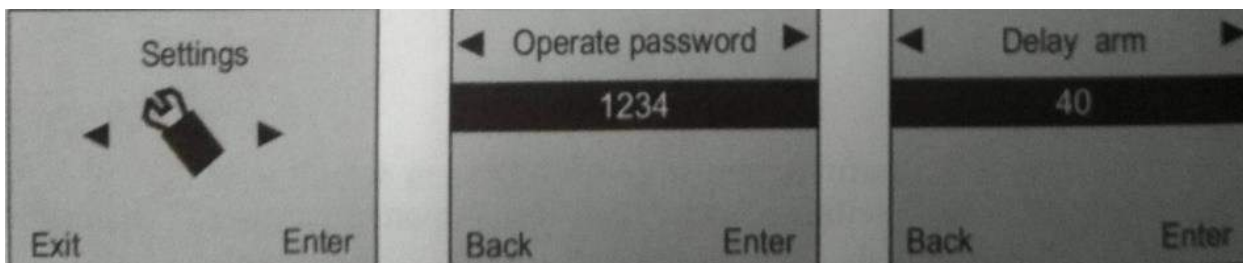 Settings
Exit Enter
Operate password
1234
Back Enter
Delay arm
40
Back Enter